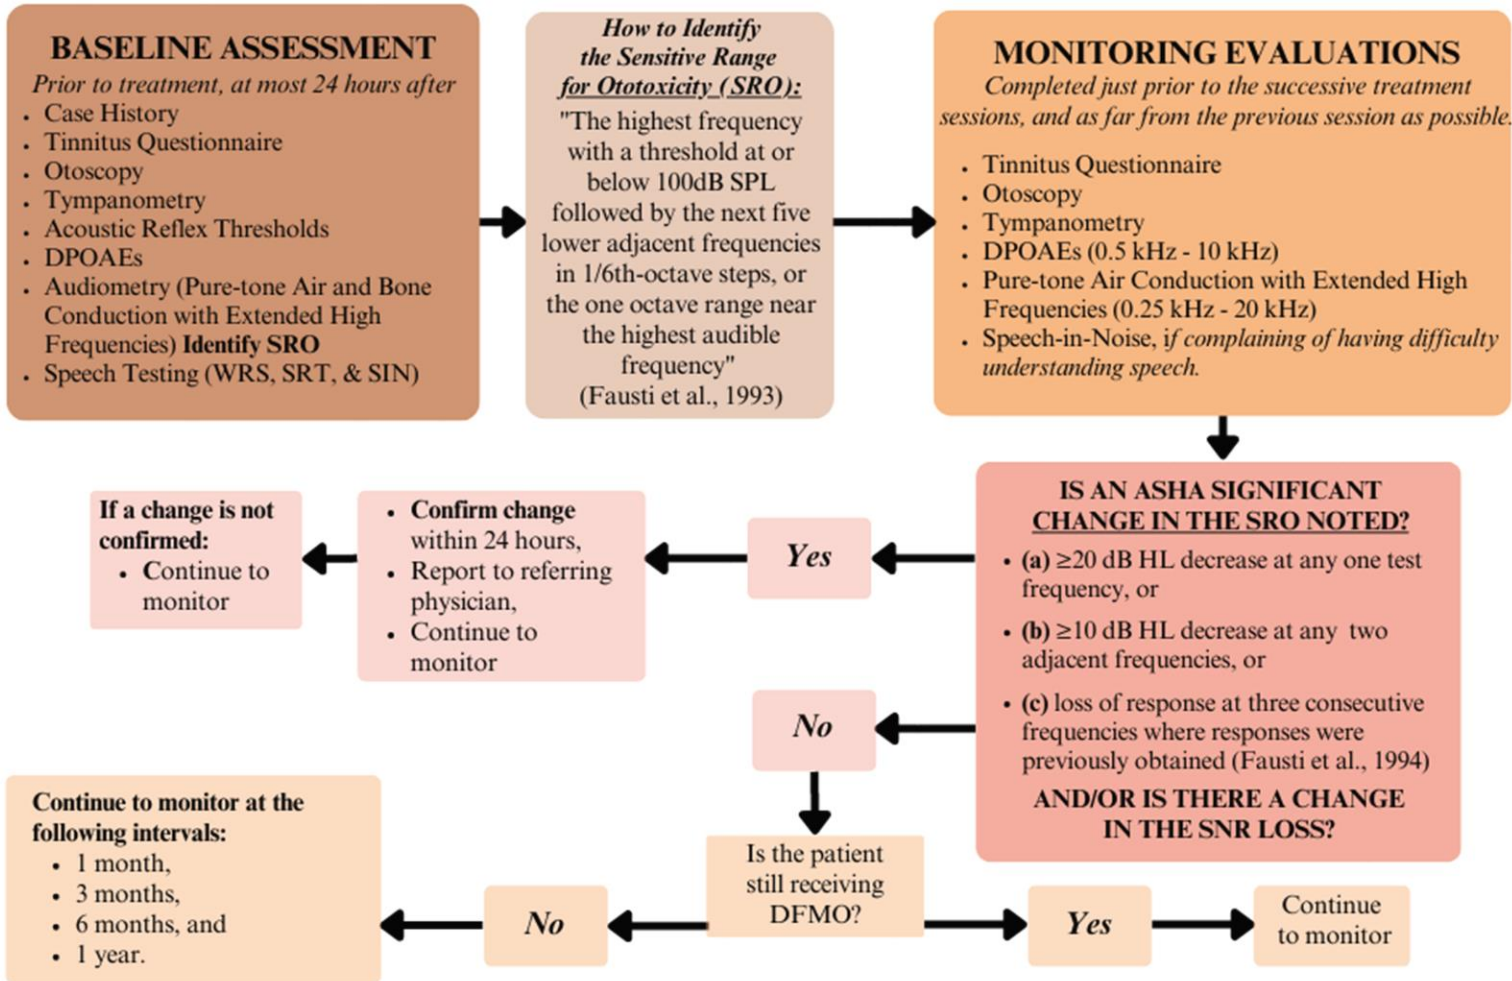 BASELINE ASSESSMENT
Prior to treatment, at most 24 hours after
• Case History
• Tinnitus Questionnaire
• Otoscopy
• Tympanometry
• Acoustic Reflex Thresholds
• DPOAEs
• Audiometry (Pure-tone Air and Bone
Conduction with Extended High
Frequencies) Identify SRO
• Speech Testing (WRS, SRT, & SIN)
How to Identify
the Sensitive Range
for Ototoxicity (SRO):
"The highest frequency
with a threshold at or
below 100dB SPL
followed by the next five
lower adjacent frequencies
in 1/6th-octave steps, or
the one octave range near
the highest audible
frequency"
(Fausti et al., 1993)
MONITORING EVALUATIONS
Completed just prior to the successive treatment
sessions, and as far from the previous session as possible.
• Tinnitus Questionnaire
• Otoscopy
• Tympanometry
• DPOAEs (0.5 kHz - 10 kHz)
• Pure-tone Air Conduction with Extended High
Frequencies (0.25 kHz - 20 kHz)
• Speech-in-Noise, if complaining of having difficulty
understanding speech.
IS AN ASHA SIGNIFICANT
CHANGE IN THE SRO NOTED?
• (a) ≥20 dB HL decrease at any one test
frequency, or
• (b) ≥10 dB HL decrease at any two
adjacent frequencies, or
• (c) loss of response at three consecutive
frequencies where responses were
previously obtained (Fausti et al., 1994)
AND/OR IS THERE A CHANGE
IN THE SNR LOSS?
Yes
• Confirm change
within 24 hours,
• Report to referring
physician,
• Continue to
monitor
If a change is not
confirmed:
• Continue to
monitor
No
Is the patient
still receiving
DFMO?
Yes
Continue
to monitor
No
Continue to monitor at the
following intervals:
• 1 month,
• 3 months,
• 6 months, and
• 1 year.